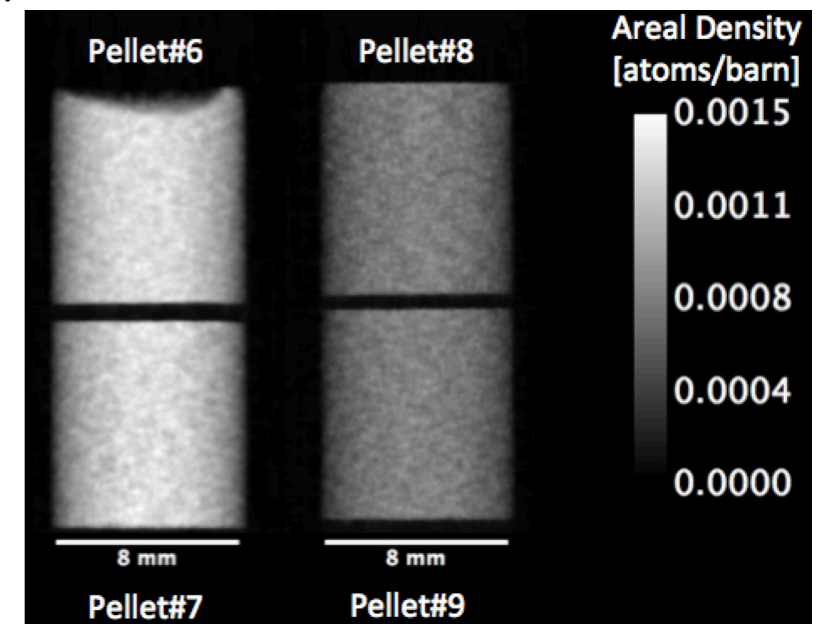 Pellet#6
Pellet#8
Areal Density
[atoms/barn]
0.0015
0.0011
0.0008
0.0004
0.0000
8 mm
8 mm
Pellet#7
Pellet#9